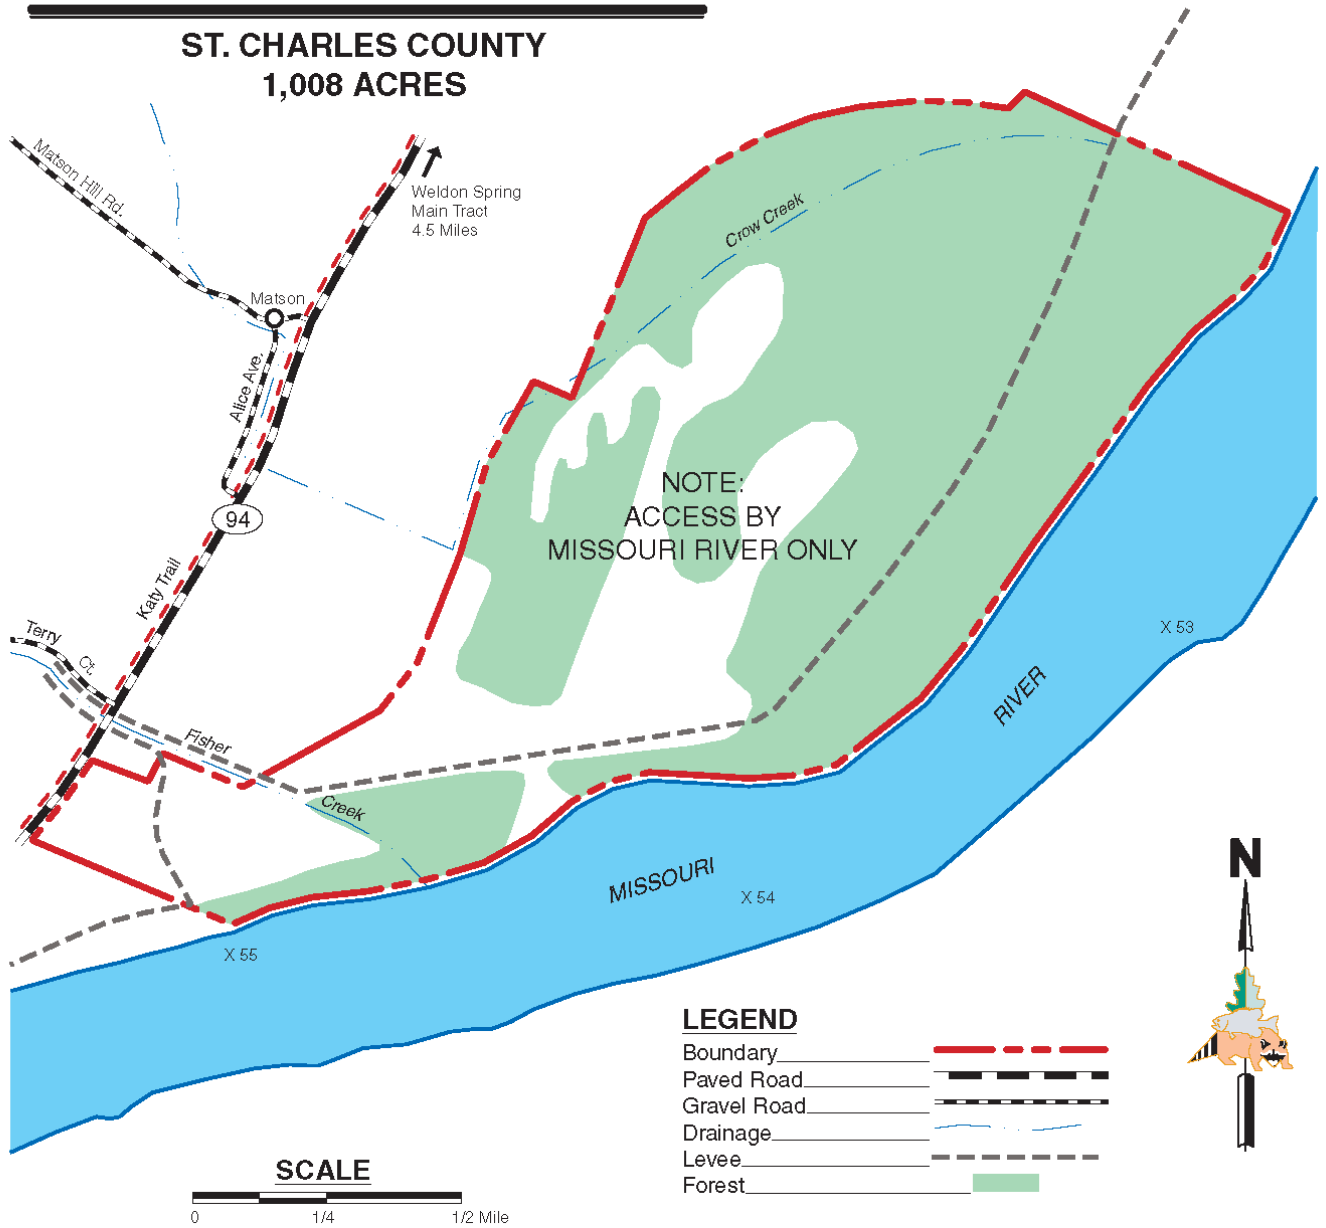 ST. CHARLES COUNTY
1,008 ACRES
Matson Hill Rd.
Weldon Spring
Main Tract
4.5 Miles
Crow Creek
Matson
Alice Ave.
NOTE:
ACCESS BY
MISSOURI RIVER ONLY
94
Katy Trail
Terry
Ct.
X 53
RIVER
Fisher
Creek
MISSOURI
X 54
X 55
N
LEGEND
Boundary
Paved Road
Gravel Road
Drainage
Levee
Forest
SCALE
0 1/4 1/2 Mile